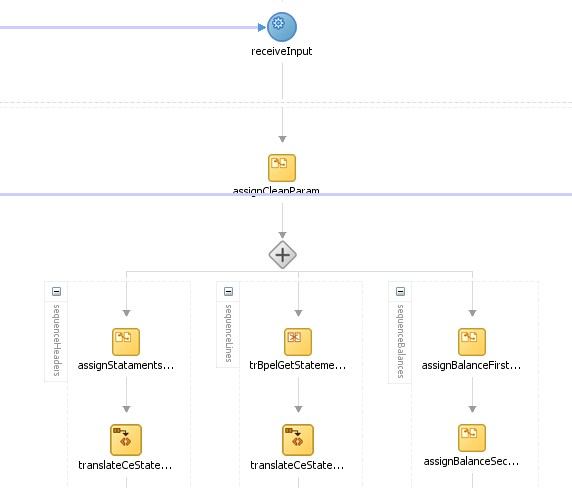 receiveInput
assignCleanParam
sequenceHeaders
sequenceLines
sequenceBalances
assignStataments...
trBpelGetStateme...
assignBalanceFirst...
translateCeState...
translateCeState...
assignBalanceSec...